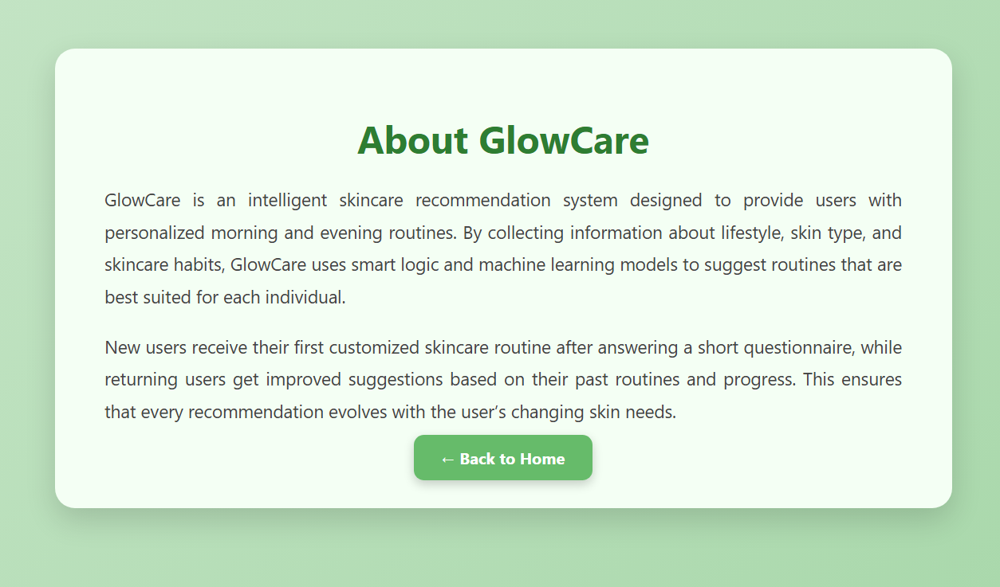 About GlowCare
GlowCare is an intelligent skincare recommendation system designed to provide users with
personalized morning and evening routines. By collecting information about lifestyle, skin type, and
skincare habits, GlowCare uses smart logic and machine learning models to suggest routines that are
best suited for each individual.
New users receive their first customized skincare routine after answering a short questionnaire, while
returning users get improved suggestions based on their past routines and progress. This ensures
that every recommendation evolves with the user’s changing skin needs.
← Back to Home